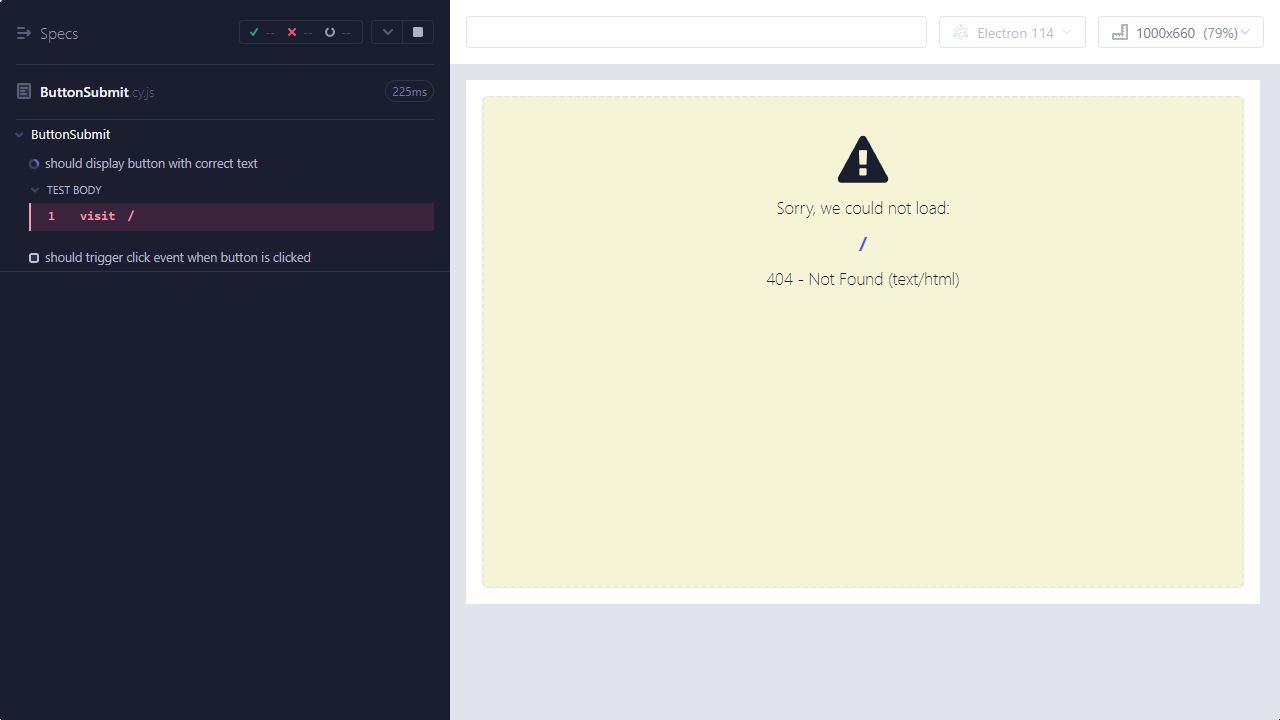 Specs
-- -- --
Electron 114
1000x660 (79%)
ButtonSubmit.cy.js
225ms
ButtonSubmit
should display button with correct text
TEST BODY
1 visit /
should trigger click event when button is clicked
Sorry, we could not load:
/
404 - Not Found (text/html)